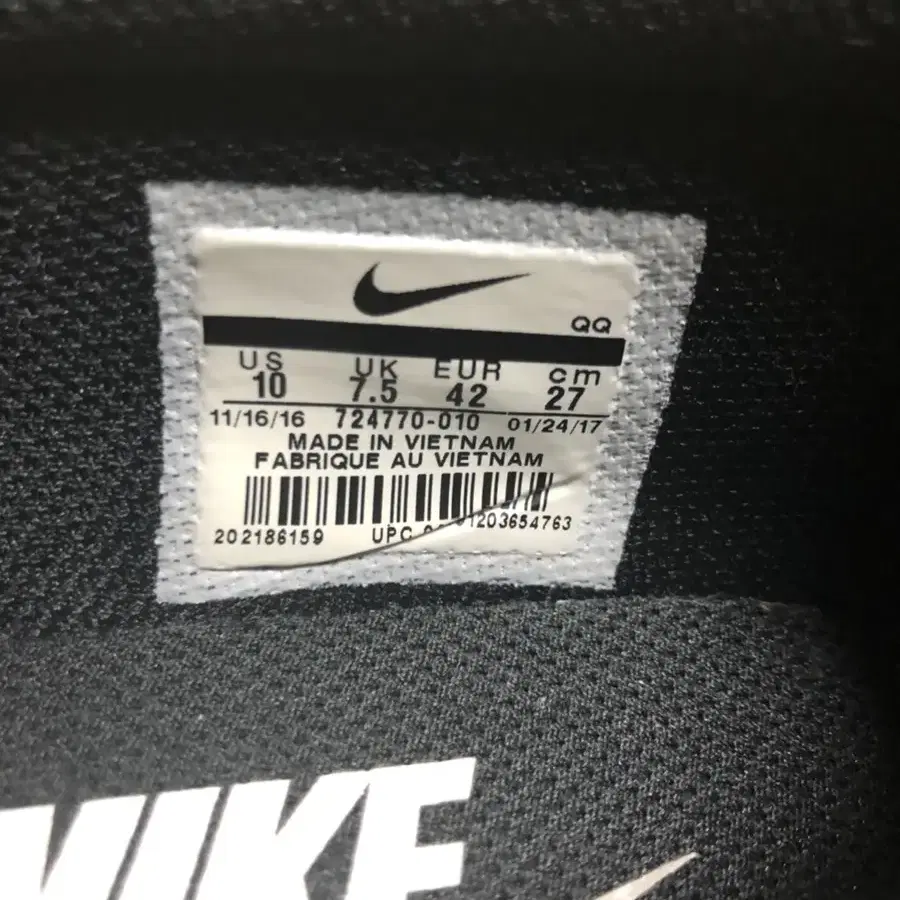 QQ
US UK EUR cm
10 7.5 42 27
11/16/16 724770-010 01/24/17
MADE IN VIETNAM
FABRIQUE AU VIETNAM
202186159 UPC
NIKE